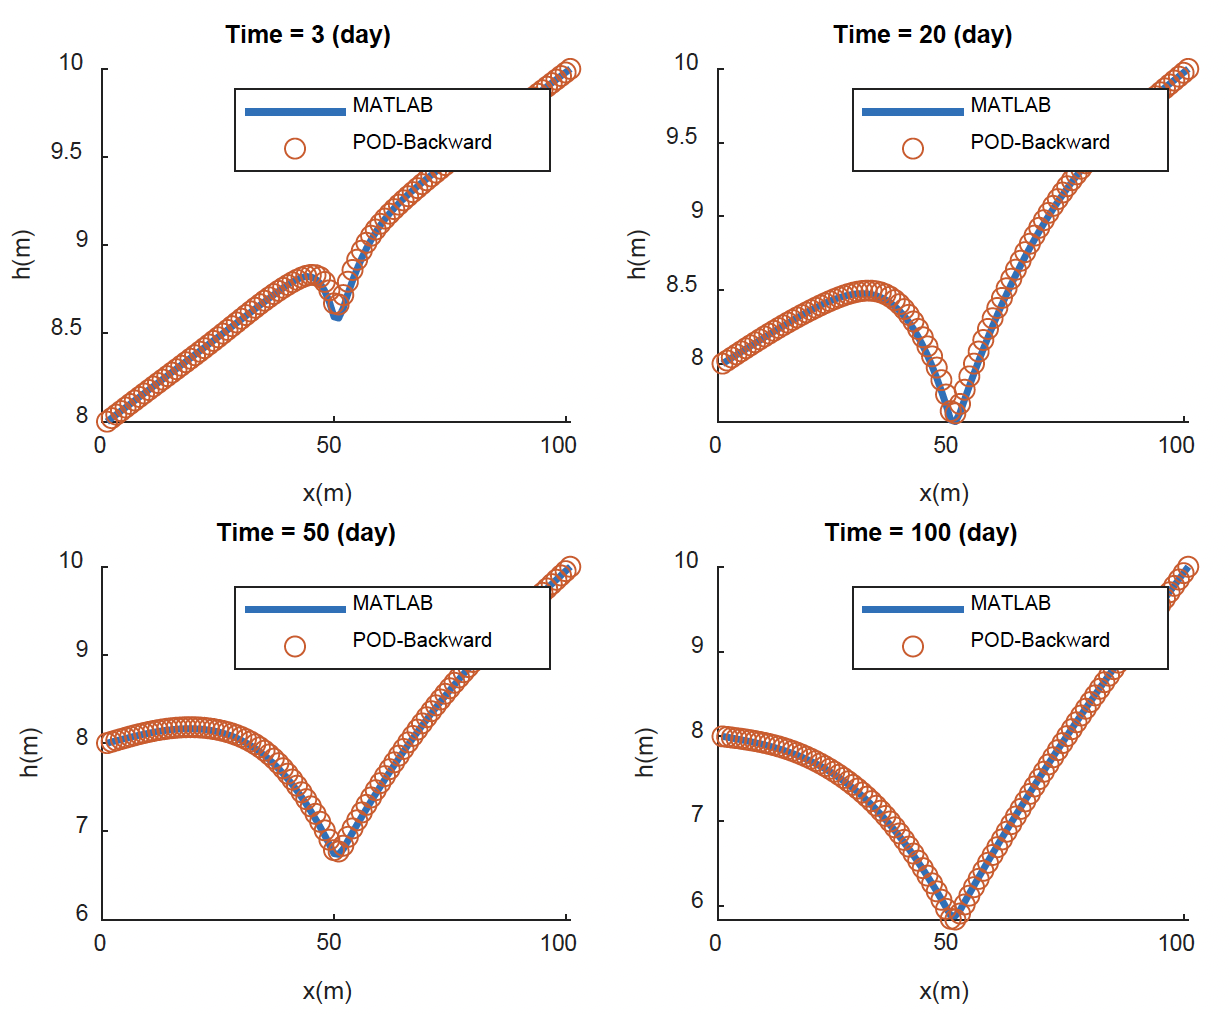 Time = 3 (day)
10
9.5
9
8.5
8
h(m)
0
50
100
x(m)
MATLAB
POD-Backward
Time = 20 (day)
10
9.5
9
8.5
8
h(m)
0
50
100
x(m)
MATLAB
POD-Backward
Time = 50 (day)
10
9
8
7
6
h(m)
0
50
100
x(m)
MATLAB
POD-Backward
Time = 100 (day)
10
9
8
7
6
h(m)
0
50
100
x(m)
MATLAB
POD-Backward